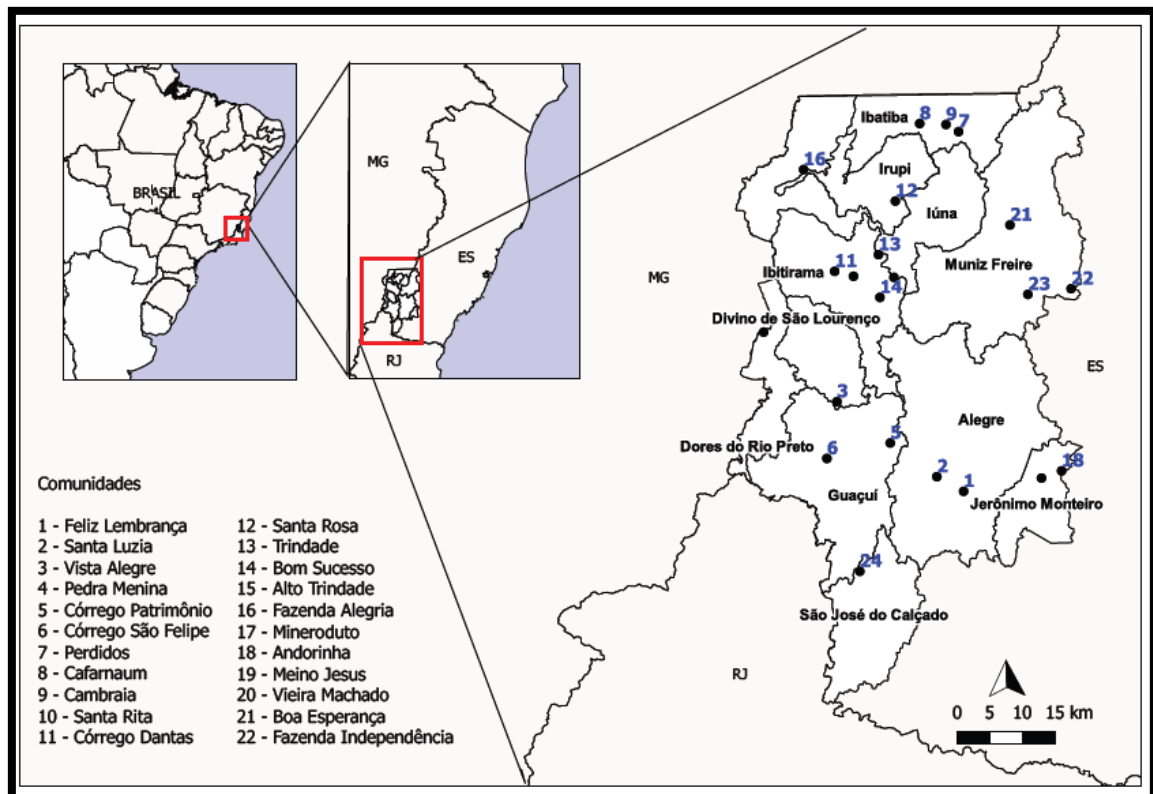 MG
BRASIL
ES
RJ
Ibatiba
8
9
7
16
Irupi
12
Iúna
21
13
Muniz Freire
MG
11
Ibitirama
22
23
14
Divino de São Lourenço
ES
3
Alegre
5
Dores do Rio Preto
6
18
2
1
Guaçuí
Jerônimo Monteiro
24
São José do Calçado
RJ
0 5 10 15 km
Comunidades
1 - Feliz Lembrança
2 - Santa Luzia
3 - Vista Alegre
4 - Pedra Menina
5 - Córrego Patrimônio
6 - Córrego São Felipe
7 - Perdidos
8 - Cafarnaum
9 - Cambraia
10 - Santa Rita
11 - Córrego Dantas
12 - Santa Rosa
13 - Trindade
14 - Bom Sucesso
15 - Alto Trindade
16 - Fazenda Alegria
17 - Mineroduto
18 - Andorinha
19 - Meino Jesus
20 - Vieira Machado
21 - Boa Esperança
22 - Fazenda Independência